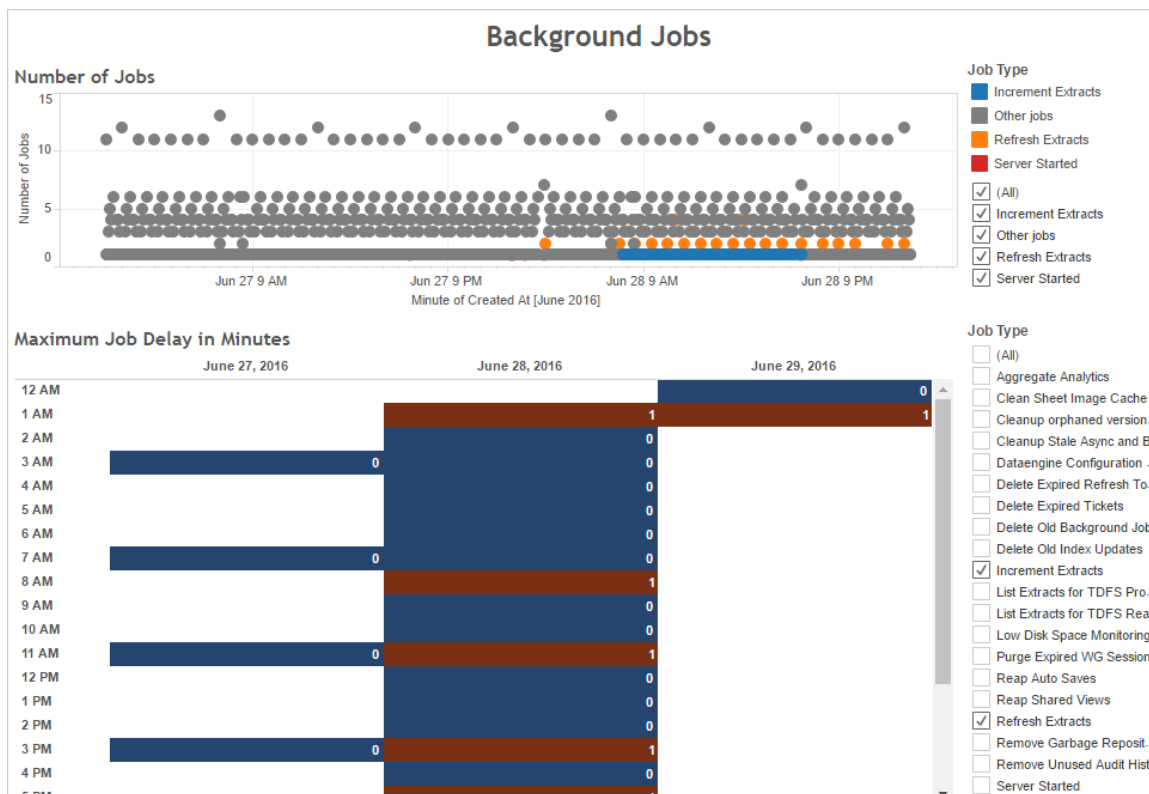 Background Jobs
Number of Jobs
15
10
5
0
Number of Jobs
Jun 27 9 AM Jun 27 9 PM Jun 28 9 AM Jun 28 9 PM
Minute of Created At [June 2016]
Job Type
Increment Extracts
Other jobs
Refresh Extracts
Server Started
(All)
Increment Extracts
Other jobs
Refresh Extracts
Server Started
Maximum Job Delay in Minutes
June 27, 2016 June 28, 2016 June 29, 2016
12 AM 0
1 AM 1 1
2 AM 0
3 AM 0 0
4 AM 0
5 AM 0
6 AM 0
7 AM 0 0
8 AM 1
9 AM 0
10 AM 0
11 AM 0 1
12 PM 0
1 PM 0
2 PM 0
3 PM 0 1
4 PM 0
Job Type
(All)
Aggregate Analytics
Clean Sheet Image Cache
Cleanup orphaned version.
Cleanup Stale Async and B
Dataengine Configuration .
Delete Expired Refresh To.
Delete Expired Tickets
Delete Old Background Job
Delete Old Index Updates
Increment Extracts
List Extracts for TDFS Pro.
List Extracts for TDFS Rea
Low Disk Space Monitoring
Purge Expired WG Session
Reap Auto Saves
Reap Shared Views
Refresh Extracts
Remove Garbage Reposit.
Remove Unused Audit Hist
Server Started